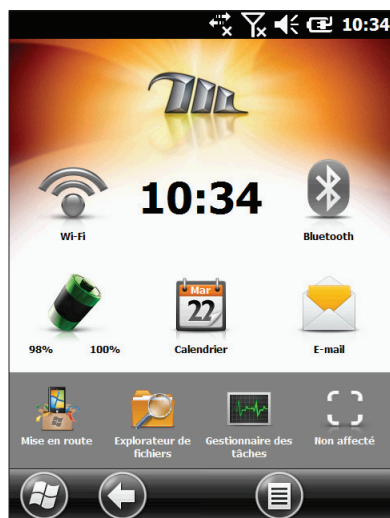 10:34
10:34
Wi-Fi
Bluetooth
Mar
22
98% 100%
Calendrier
E-mail
Mise en route
Explorateur de
fichiers
Gestionnaire des
tâches
Non affecté